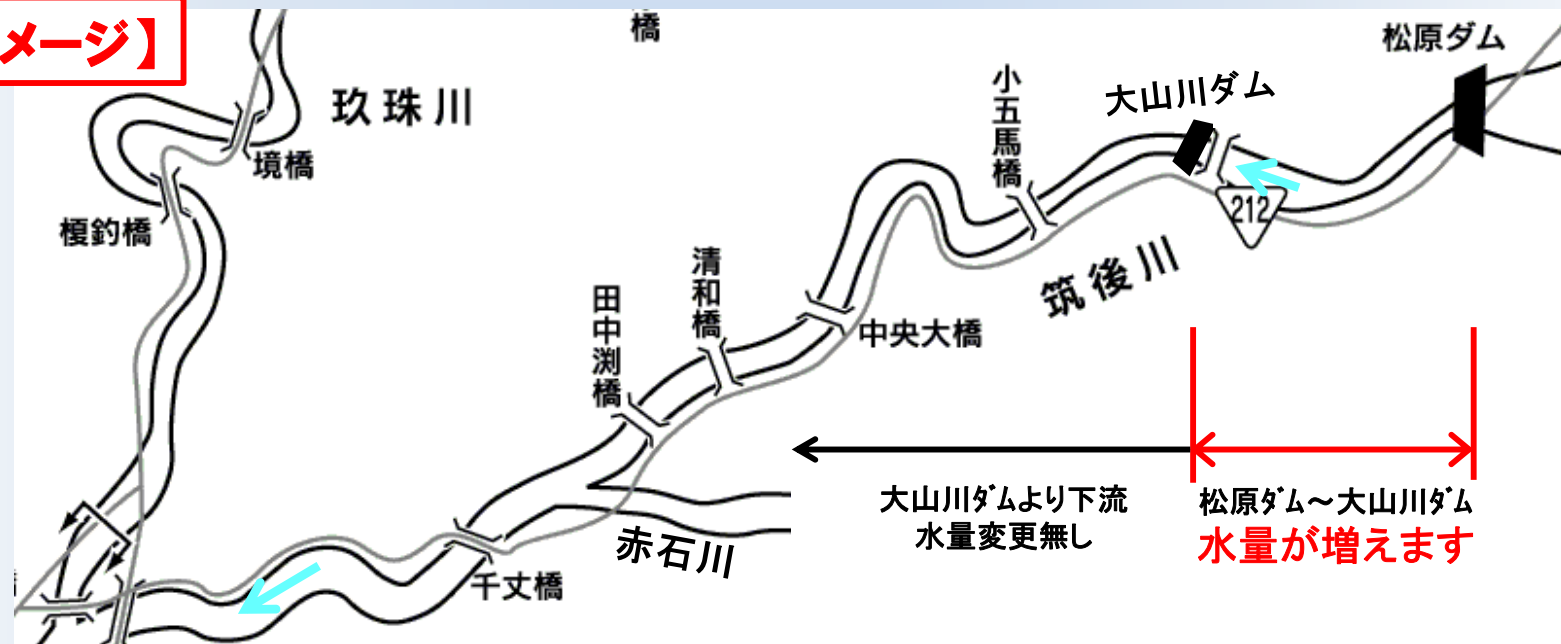 メージ】
橋
松原ダム
大山川ダム
小五馬橋
玖珠川
境橋
榎釣橋
212
筑後川
清和橋
田中渕橋
中央大橋
大山川ダムより下流
水量変更無し
松原ダム～大山川ダム
水量が増えます
赤石川
千丈橋